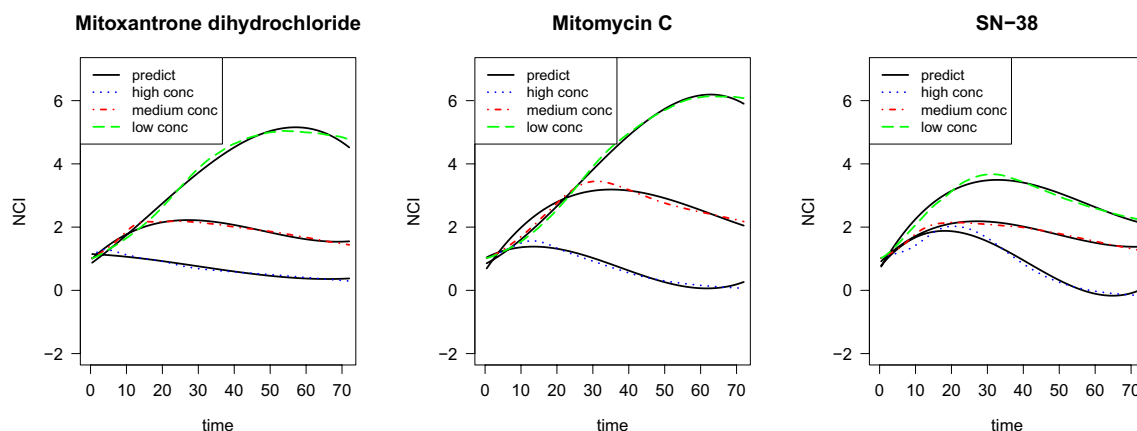 Mitoxantrone dihydrochloride
NCI
6
4
2
0
−2
predict
high conc
medium conc
low conc
0 10 20 30 40 50 60 70
time
Mitomycin C
NCI
6
4
2
0
−2
predict
high conc
medium conc
low conc
0 10 20 30 40 50 60 70
time
SN−38
NCI
6
4
2
0
−2
predict
high conc
medium conc
low conc
0 10 20 30 40 50 60 70
time